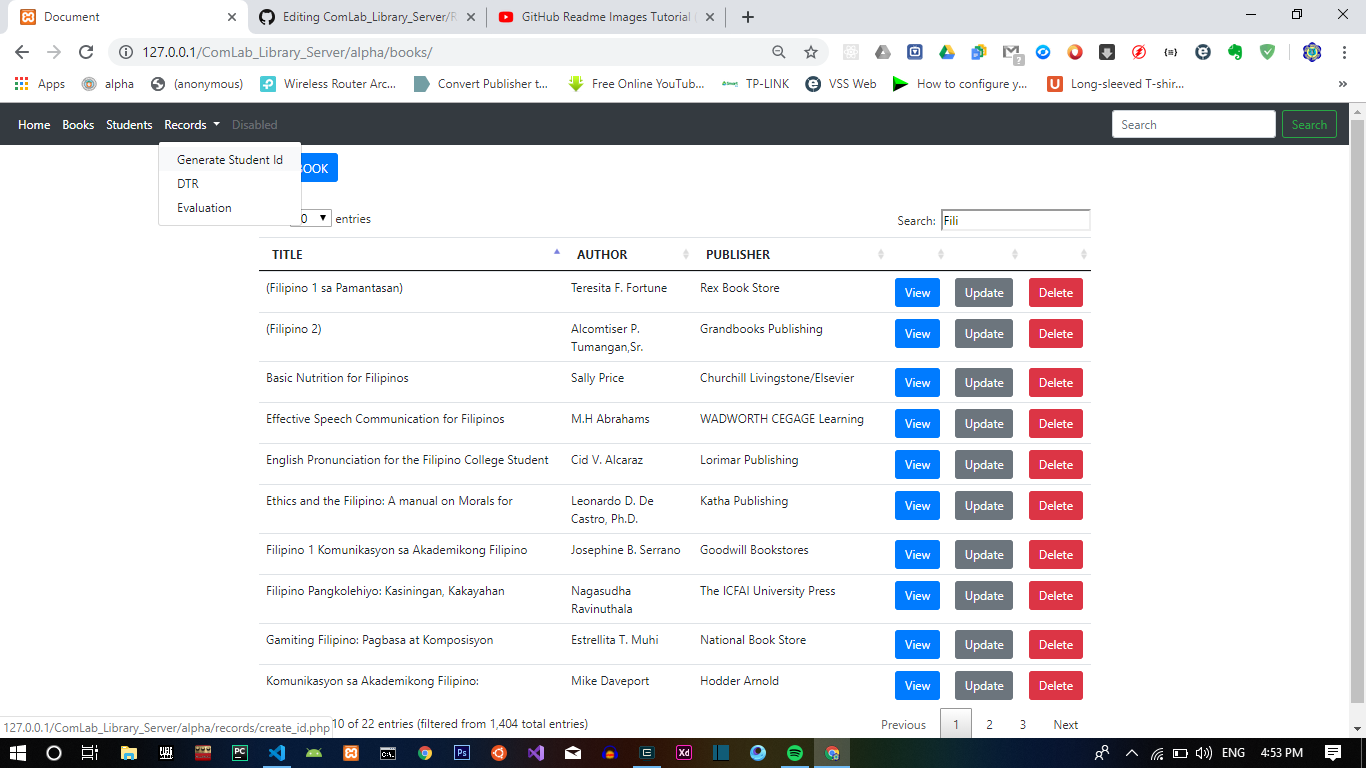 Document
Editing ComLab_Library_Server/R
GitHub Readme Images Tutorial
127.0.0.1/ComLab_Library_Server/alpha/books/
Apps alpha (anonymous) Wireless Router Arc... Convert Publisher t... Free Online YouTub... TP-LINK VSS Web How to configure y... Long-sleeved T-shir... »
Home Books Students Records Disabled Search Search
Generate Student Id
BOOK
DTR
Evaluation
0 entries Search: Fili
TITLE AUTHOR PUBLISHER
(Filipino 1 sa Pamantasan) Teresita F. Fortune Rex Book Store View Update Delete
(Filipino 2) Alcomtiser P. Grandbooks Publishing View Update Delete
Tumangan,Sr.
Basic Nutrition for Filipinos Sally Price Churchill Livingstone/Elsevier View Update Delete
Effective Speech Communication for Filipinos M.H Abrahams WADWORTH CEGAGE Learning View Update Delete
English Pronunciation for the Filipino College Student Cid V. Alcaraz Lorimar Publishing View Update Delete
Ethics and the Filipino: A manual on Morals for Leonardo D. De Katha Publishing View Update Delete
Castro, Ph.D.
Filipino 1 Komunikasyon sa Akademikong Filipino Josephine B. Serrano Goodwill Bookstores View Update Delete
Filipino Pangkolehiyo: Kasiningan, Kakayahan Nagasudha The ICFAI University Press View Update Delete
Ravinuthala
Gamiting Filipino: Pagbasa at Komposisyon Estrellita T. Muhi National Book Store View Update Delete
Komunikasyon sa Akademikong Filipino: Mike Daveport Hodder Arnold View Update Delete
127.0.0.1/ComLab_Library_Server/alpha/records/create_id.php 10 of 22 entries (filtered from 1,404 total entries) Previous 1 2 3 Next
PC Ps Xd ENG 4:53 PM